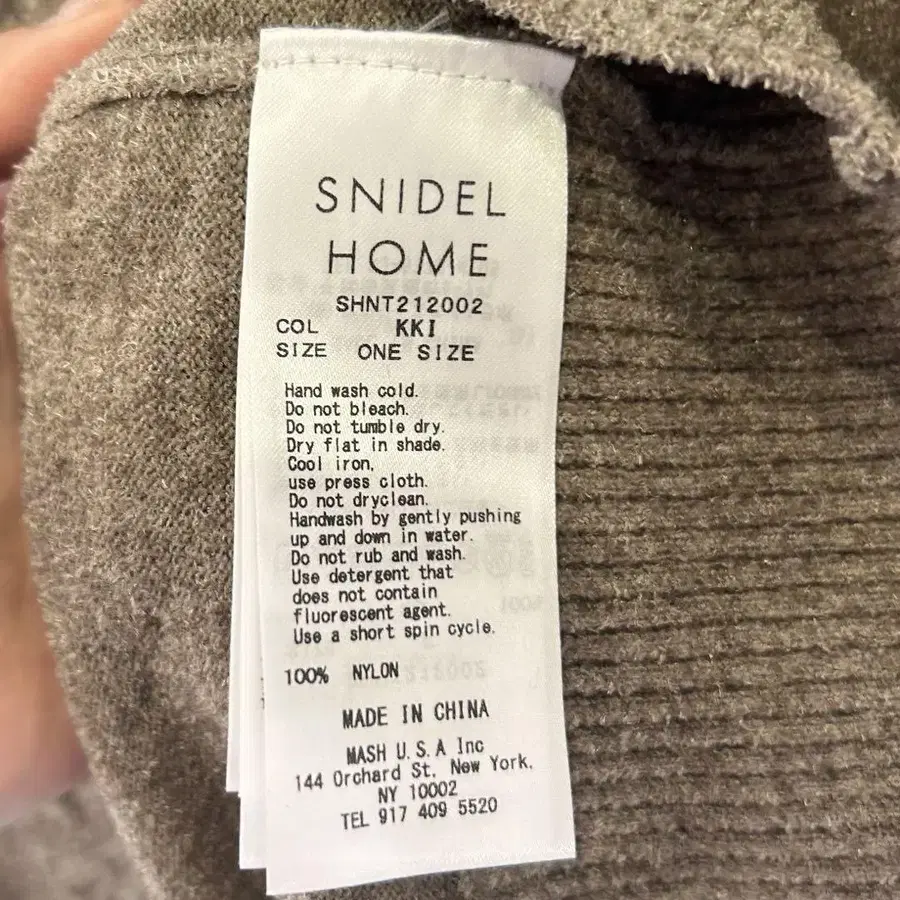 SNIDEL
HOME
SHNT212002
COL KKI
SIZE ONE SIZE
Hand wash cold.
Do not bleach.
Do not tumble dry.
Dry flat in shade.
Cool iron,
use press cloth.
Do not dryclean.
Handwash by gently pushing
up and down in water.
Do not rub and wash.
Use detergent that
does not contain
fluorescent agent.
Use a short spin cycle.
100% NYLON
MADE IN CHINA
MASH U.S.A Inc
144 Orchard St, New York,
NY 10002
TEL 917 409 5520